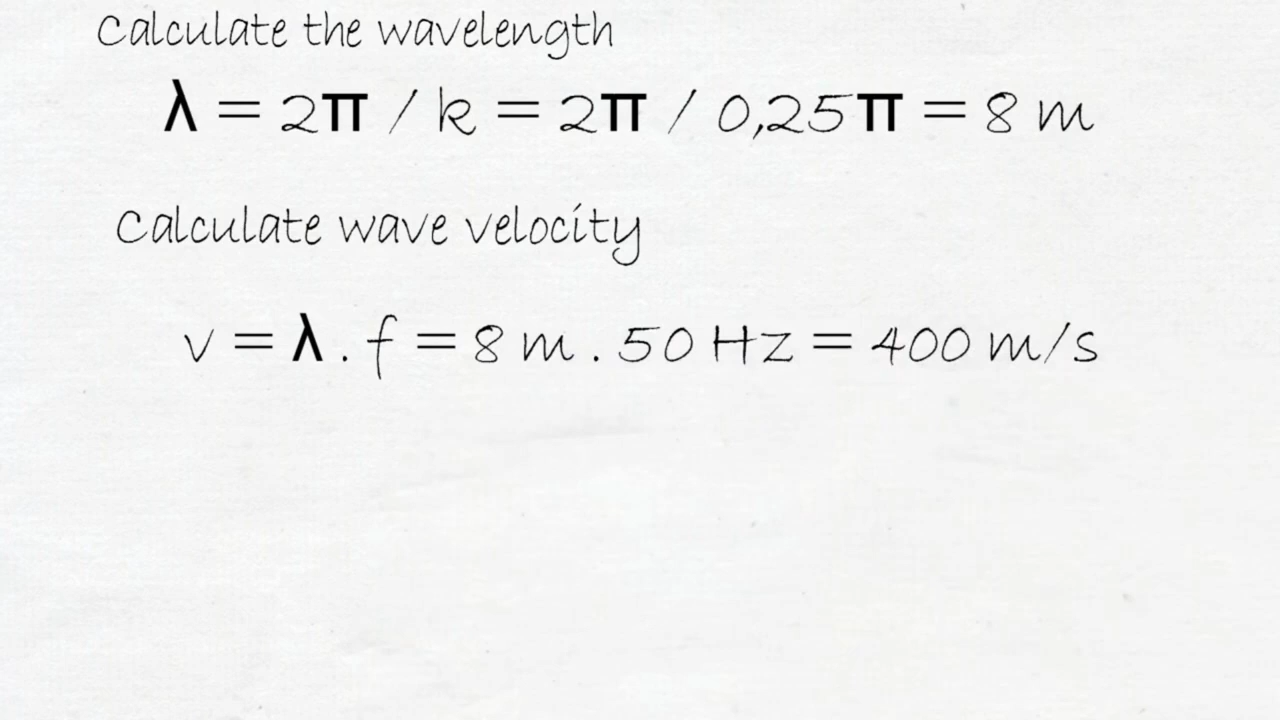 Calculate the wavelength
λ = 2π / k = 2π / 0,25π = 8 m
Calculate wave velocity
v = λ . f = 8 m . 50 Hz = 400 m/s